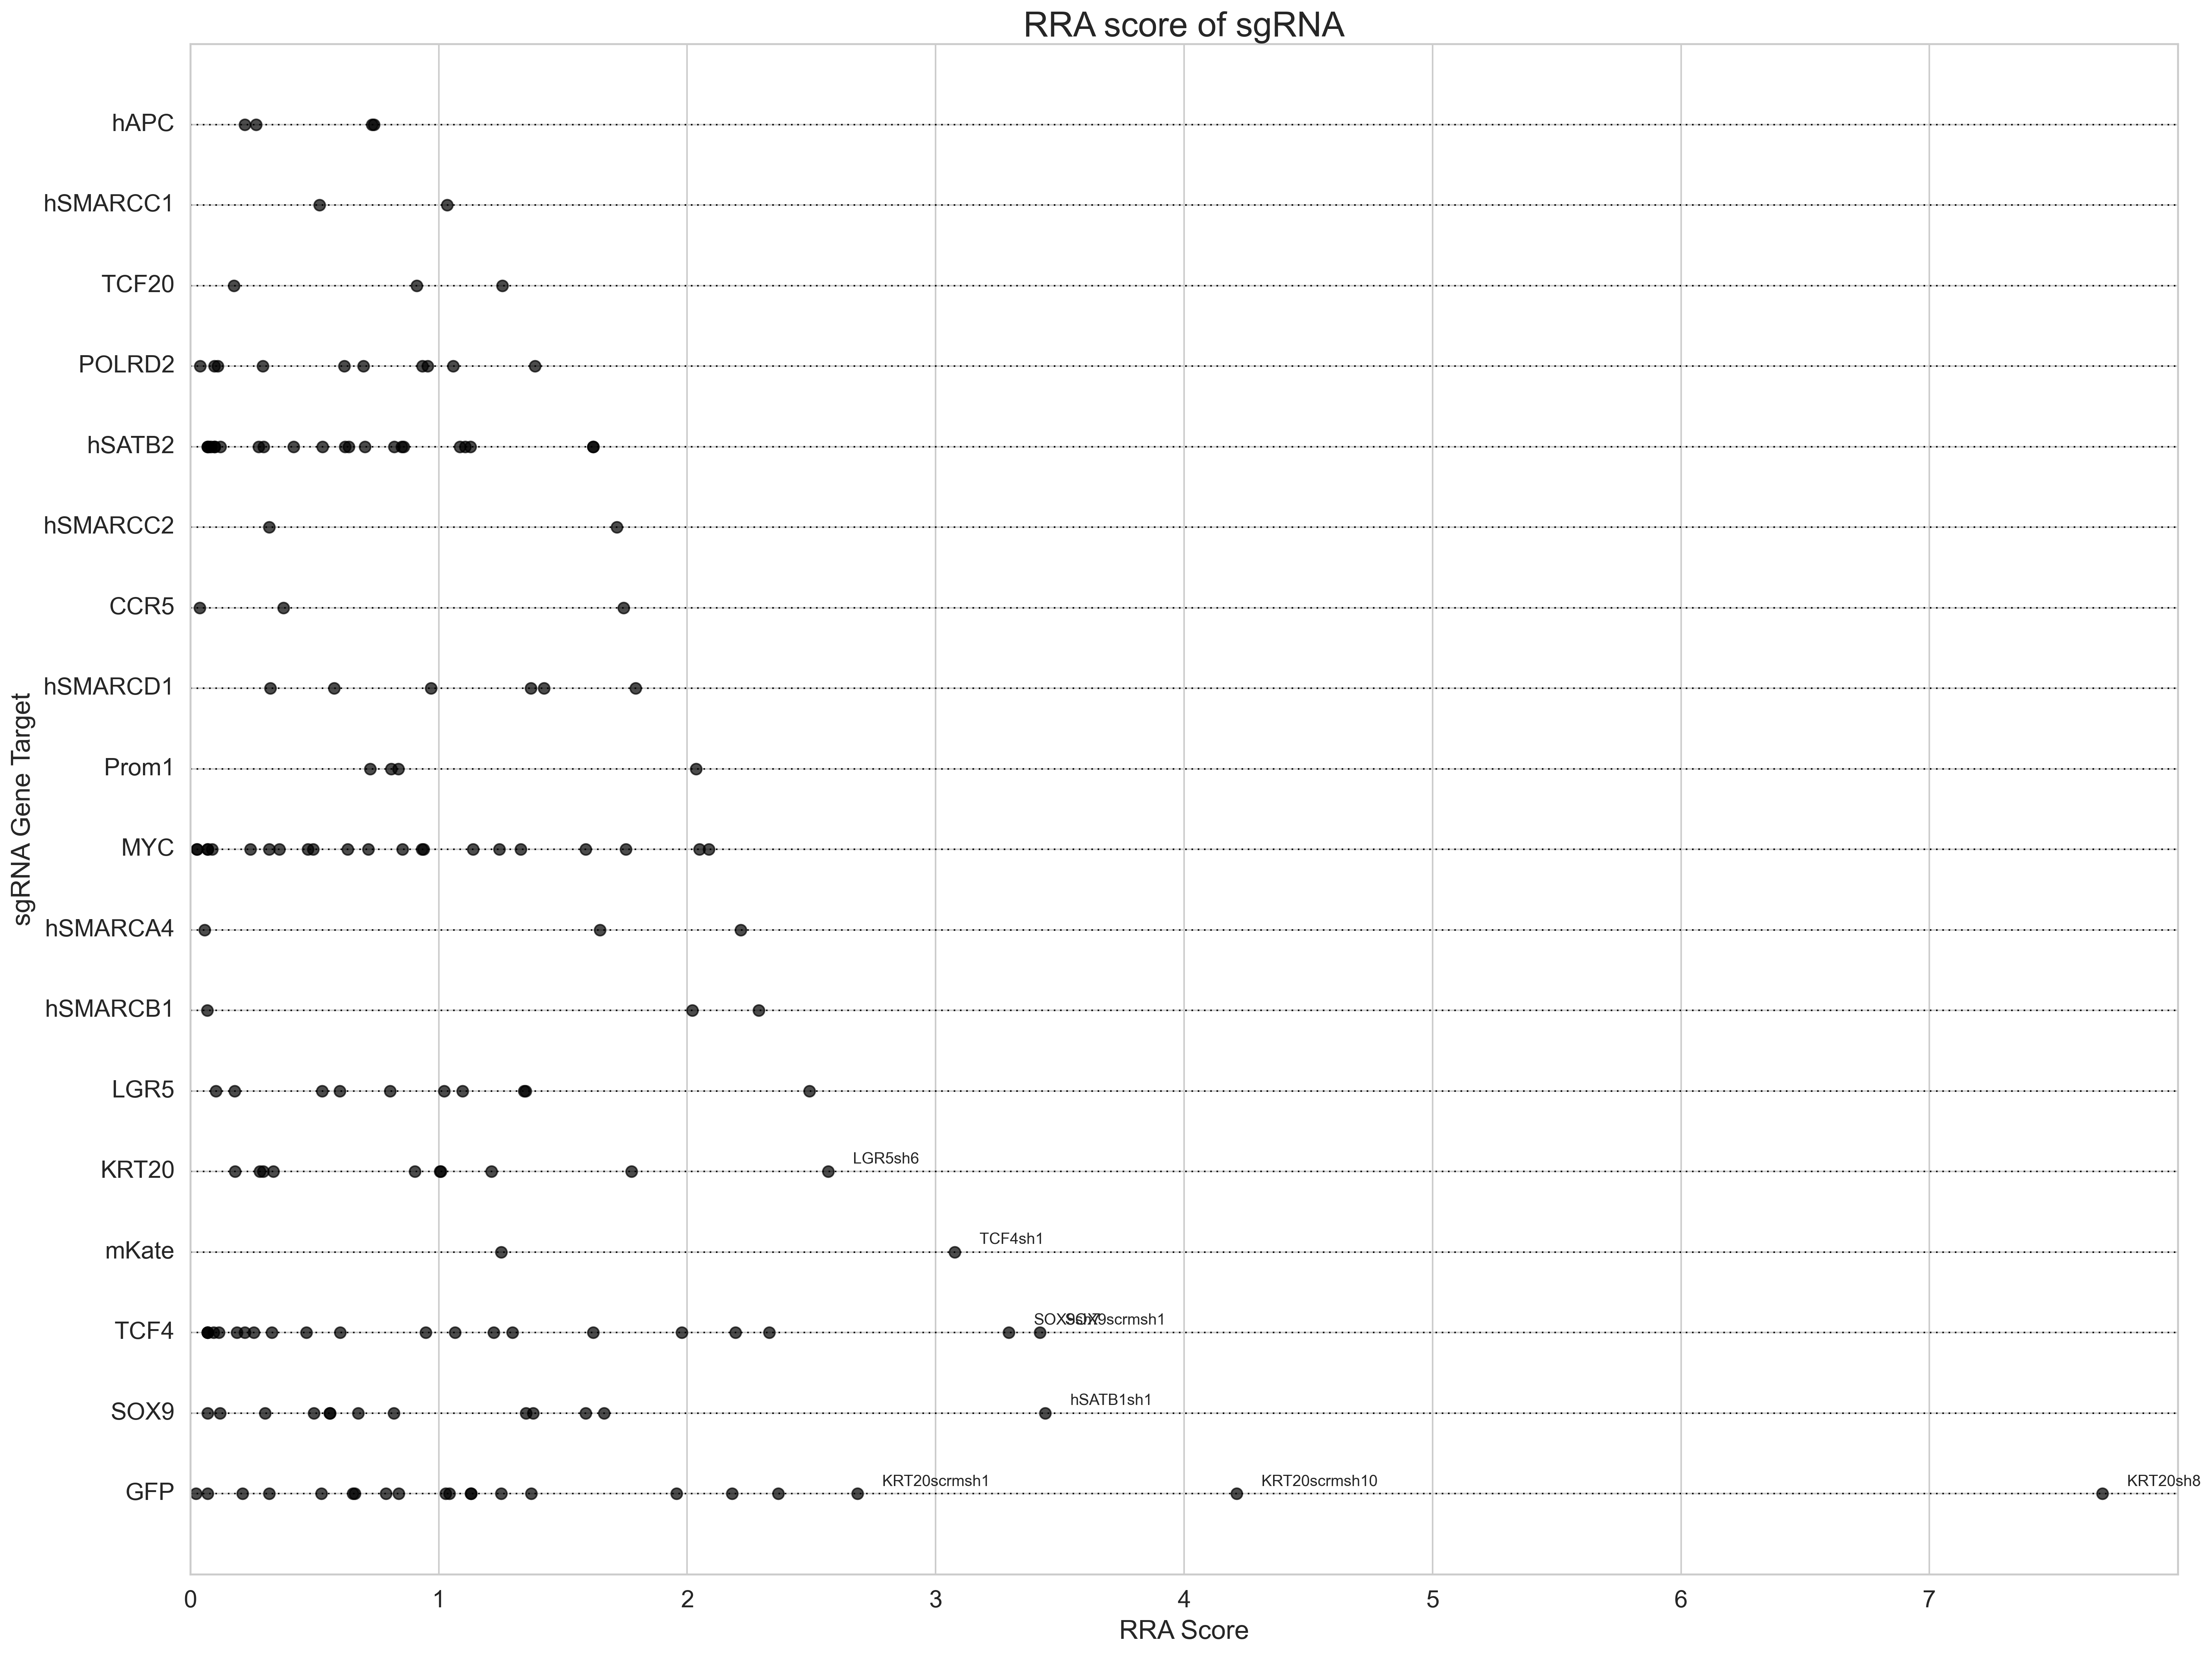 RRA score of sgRNA
hAPC
hSMARCC1
TCF20
POLRD2
hSATB2
hSMARCC2
CCR5
hSMARCD1
Prom1
MYC
hSMARCA4
hSMARCB1
LGR5
KRT20
LGR5sh6
mKate
TCF4sh1
TCF4
SOX9scrmsh1
SOX9
hSATB1sh1
GFP
KRT20scrmsh1
KRT20scrmsh10
KRT20sh8
sgRNA Gene Target
0 1 2 3 4 5 6 7
RRA Score